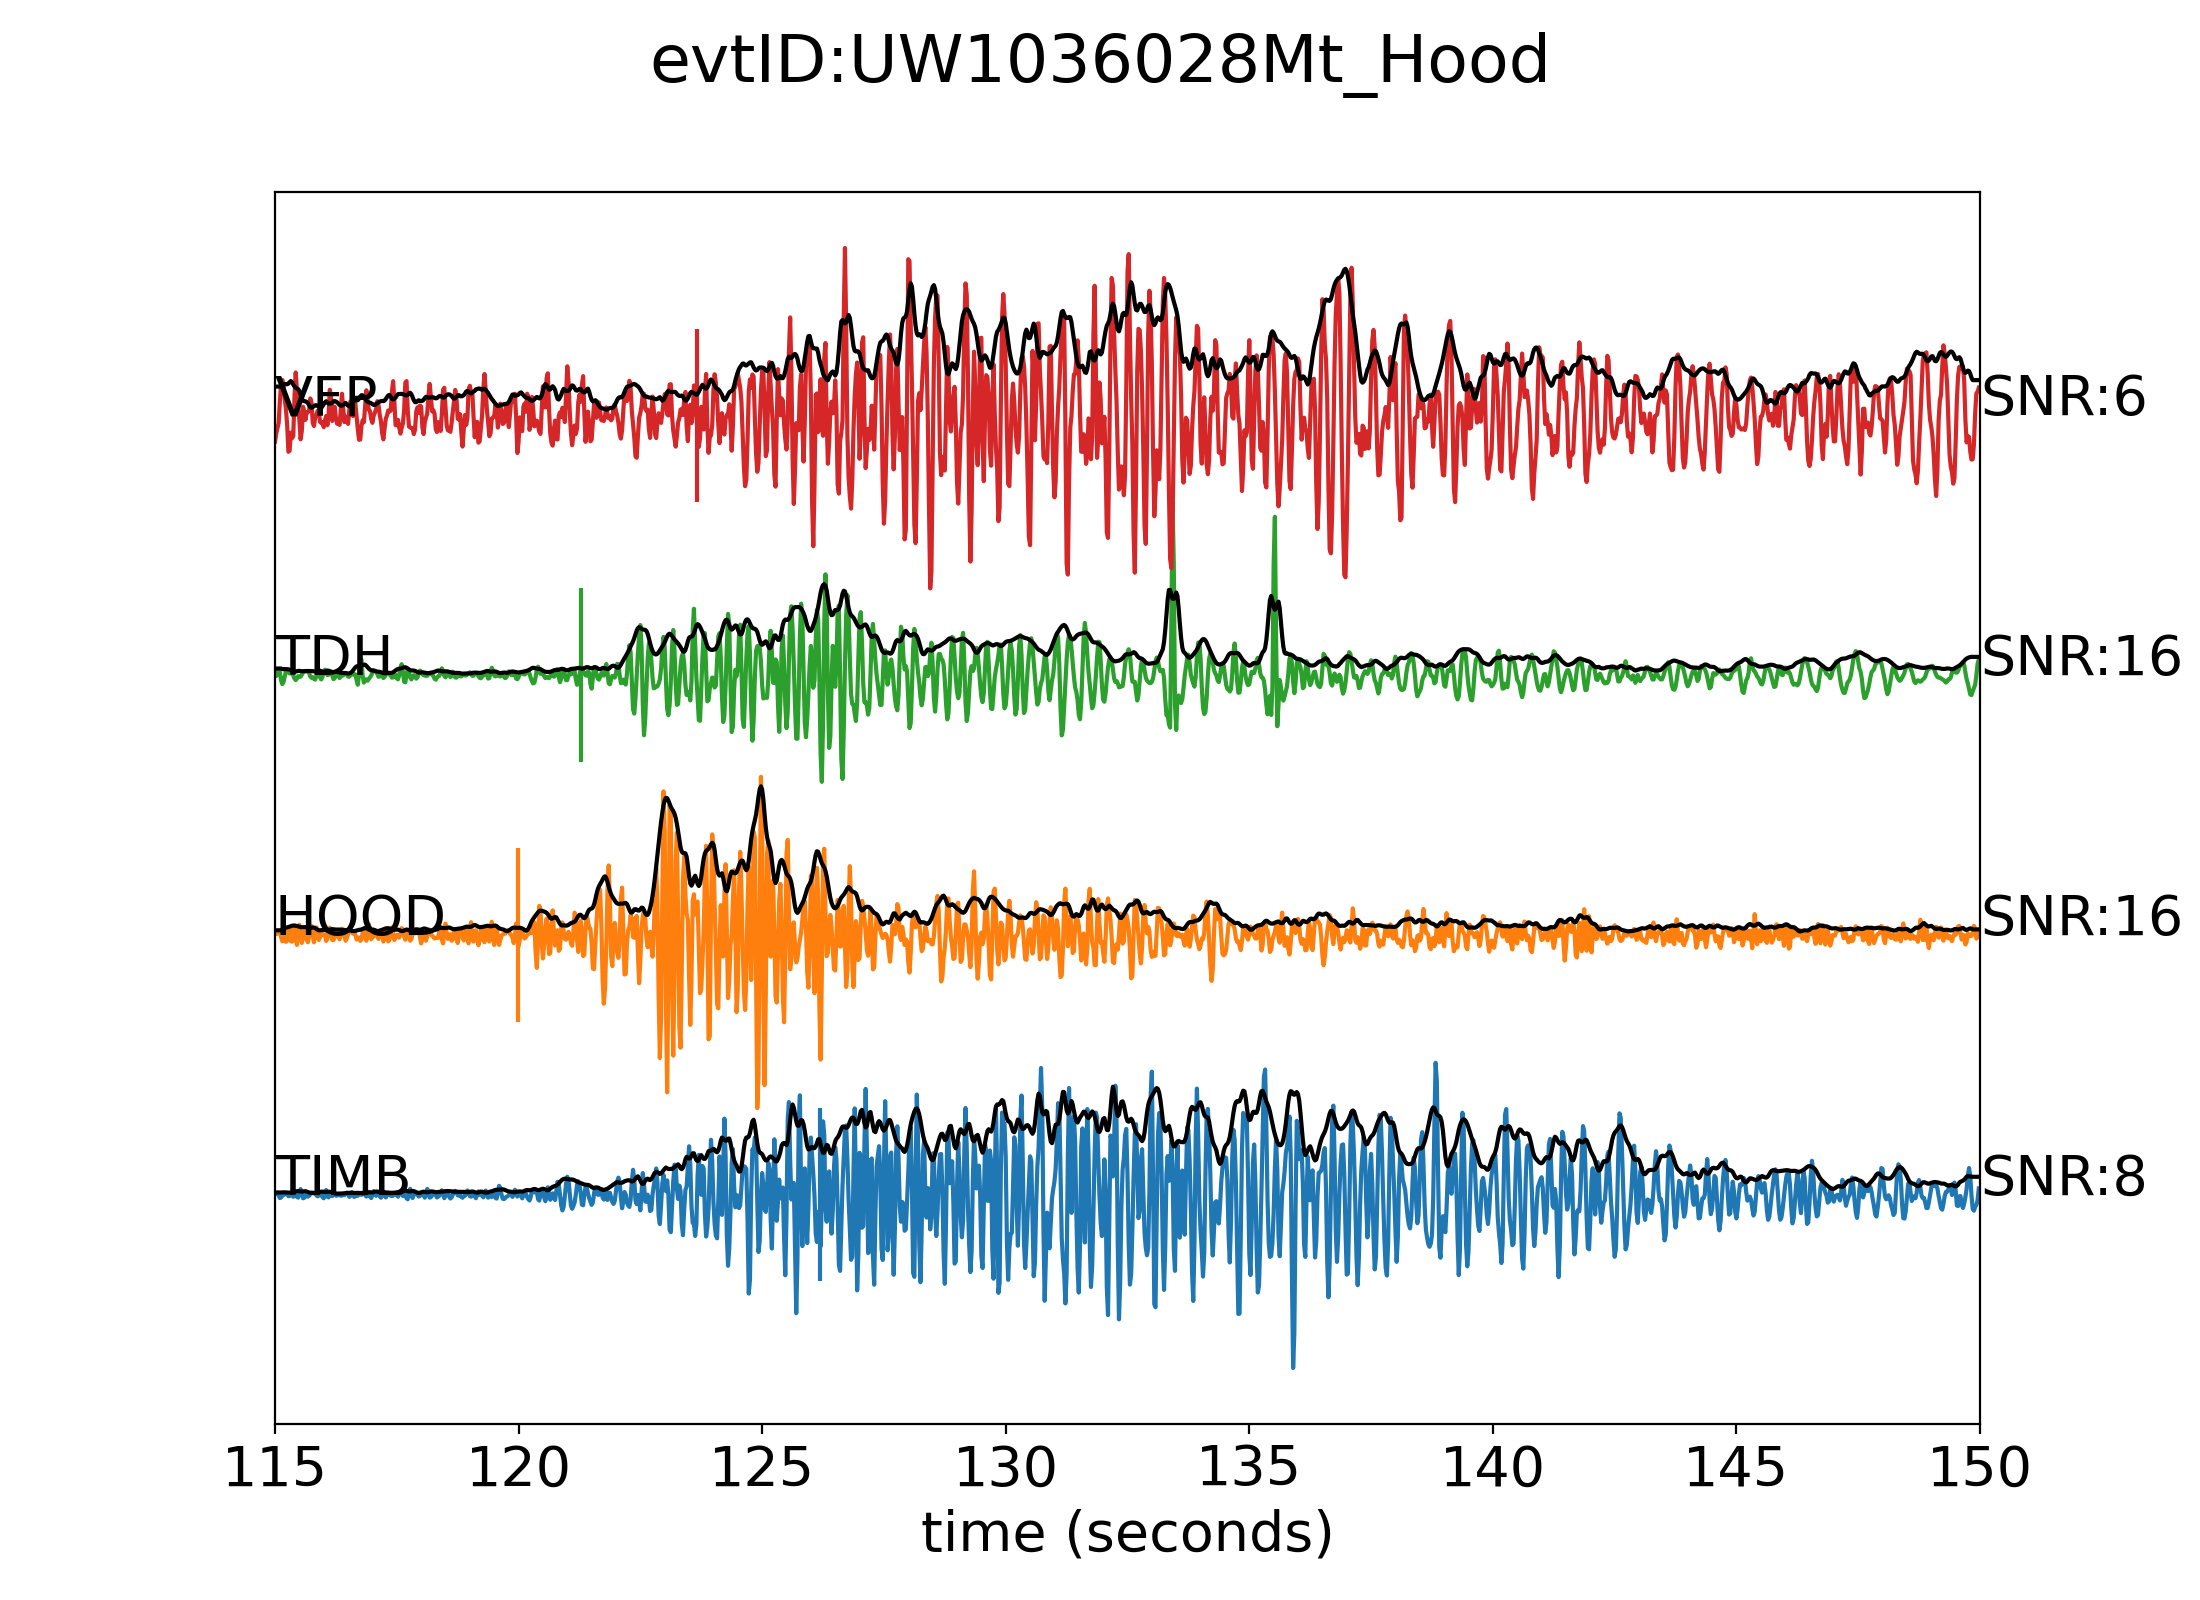 evtID:UW1036028Mt_Hood
VFP SNR:6
TDH SNR:16
HOOD SNR:16
TIMB SNR:8
115 120 125 130 135 140 145 150
time (seconds)